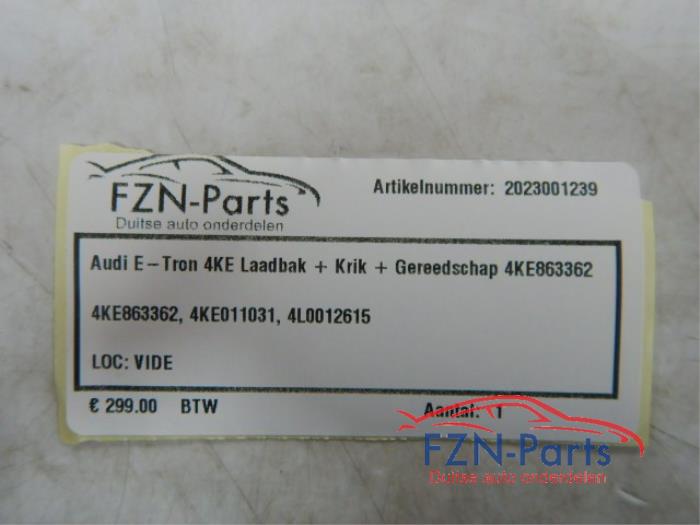 FZN-Parts
Duitse auto onderdelen
Artikelnummer: 2023001239
Audi E-Tron 4KE Laadbak + Krik + Gereedschap 4KE863362
4KE863362, 4KE011031, 4L0012615
LOC: VIDE
€ 299.00 BTW
Aantal: 1
FZN-Parts
Duitse auto onderdelen